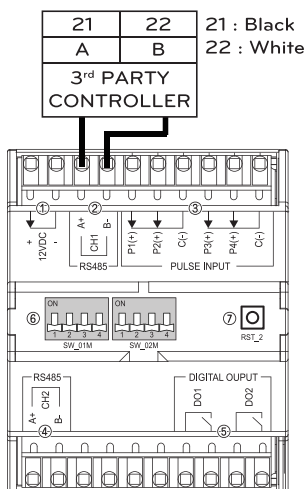 21 22 21 : Black
A B 22 : White
3rd PARTY
CONTROLLER
① ② ③
+ 12VDC - A+ CH1 B- P1(+) P2(+) C(-) P3(+) P4(+) C(-)
RS485 PULSE INPUT
⑥ ON ON ⑦
1 2 3 4 1 2 3 4
SW_01M SW_02M RST_2
RS485 DIGITAL OUPUT
A+ CH2 B- DO1 DO2
④ ⑤